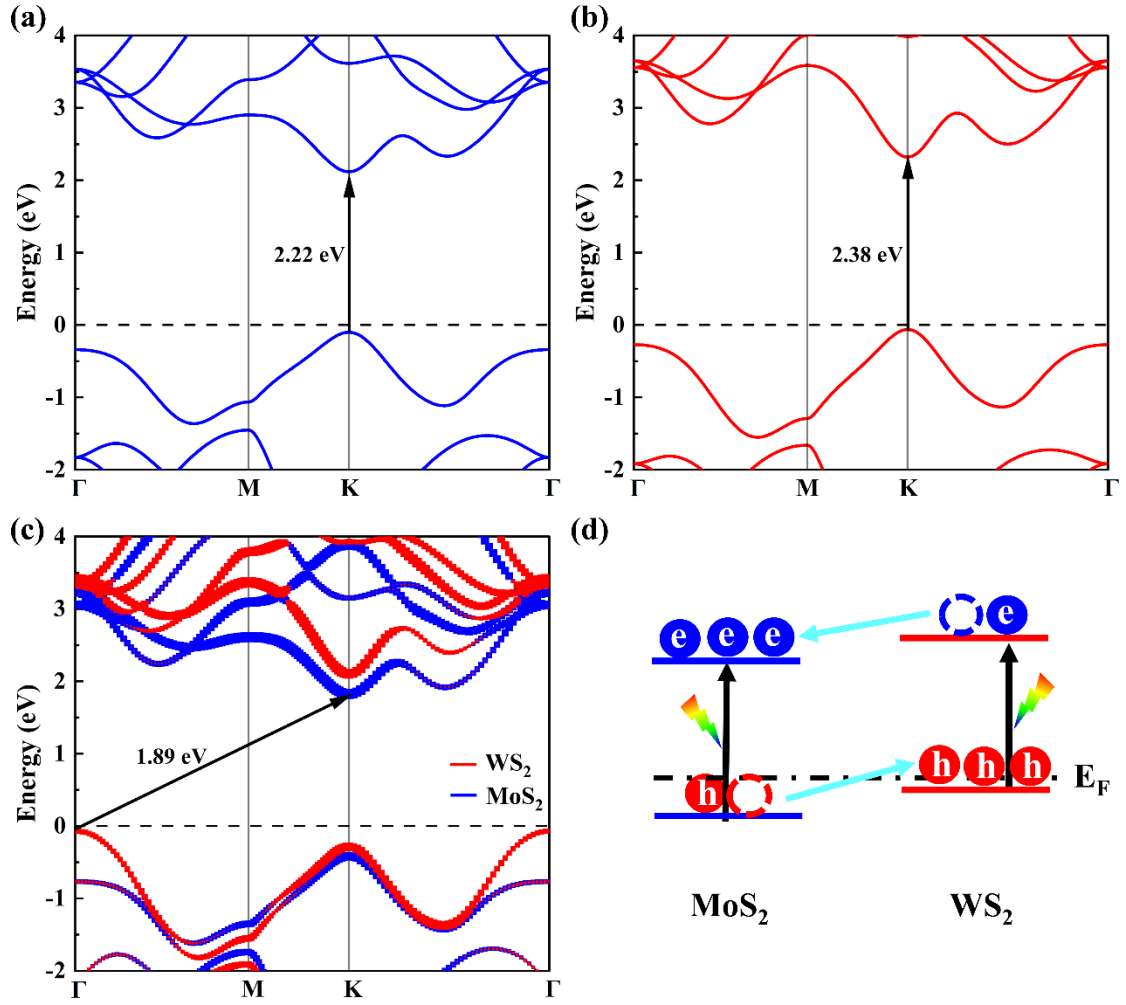 (a)
Energy (eV)
4
3
2
1
0
-1
-2
2.22 eV
Γ M K Γ
(b)
Energy (eV)
4
3
2
1
0
-1
-2
2.38 eV
Γ M K Γ
(c)
Energy (eV)
4
3
2
1
0
-1
-2
1.89 eV
WS₂
MoS₂
Γ M K Γ
(d)
e e e e
h h h h
E_F
MoS₂ WS₂